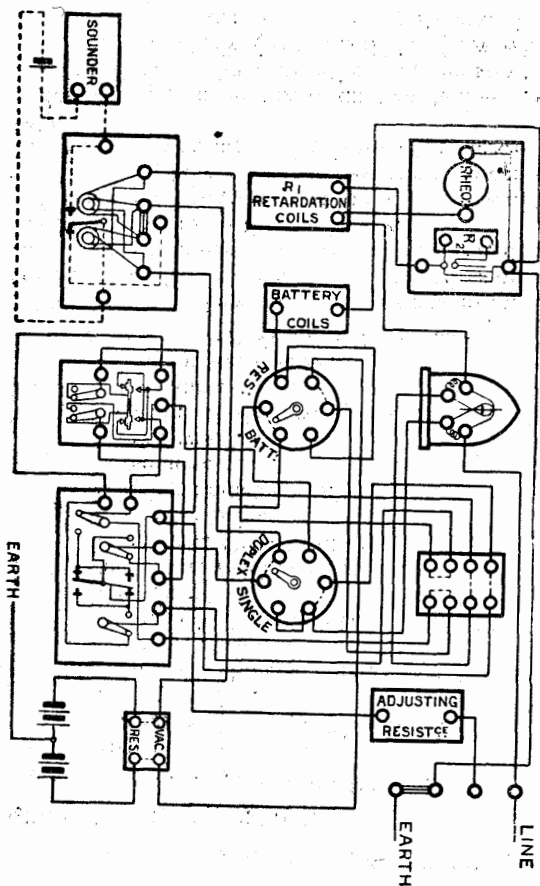 SOUNDER
R1
RETARDATION
COILS
RHEO:
R2
BATTERY
COILS
RES:
BATT:
DUPLEX SINGLE
EARTH
VAC
RES.
ADJUSTING
RESISTCE
EARTH
LINE